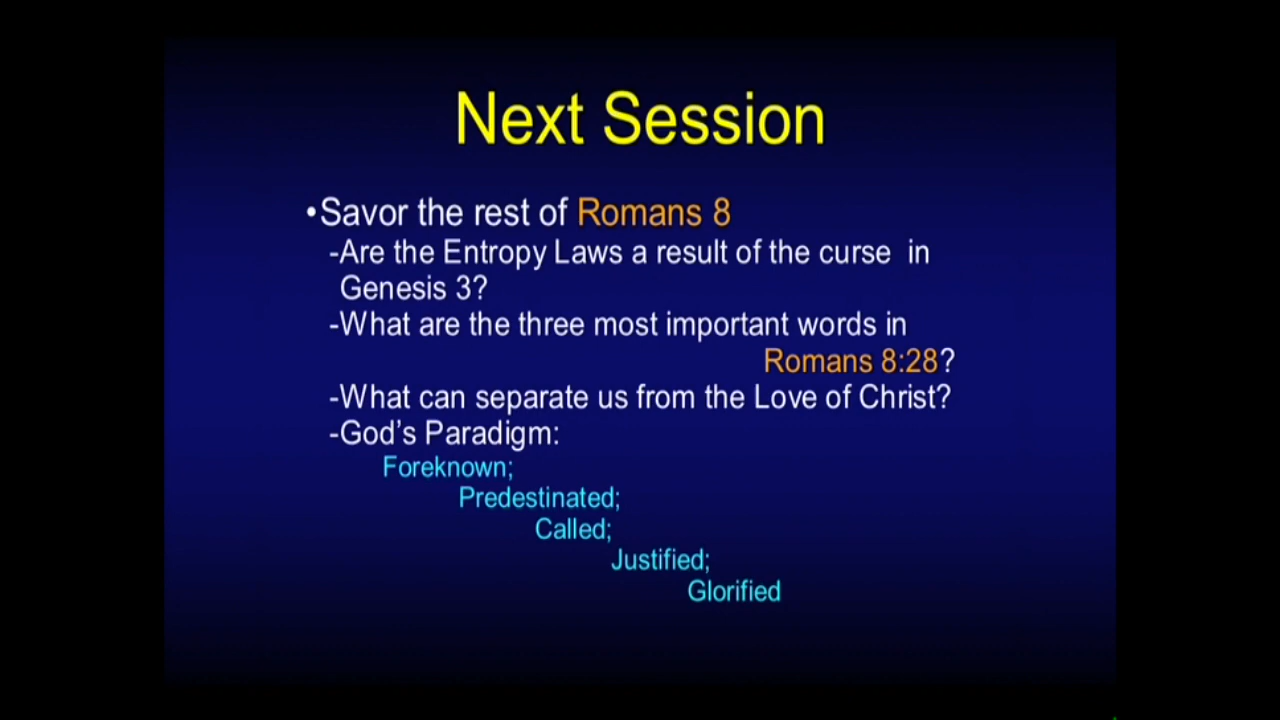 Next Session
•Savor the rest of Romans 8
-Are the Entropy Laws a result of the curse  in
Genesis 3?
-What are the three most important words in
Romans 8:28?
-What can separate us from the Love of Christ?
-God’s Paradigm:
Foreknown;
Predestinated;
Called;
Justified;
Glorified